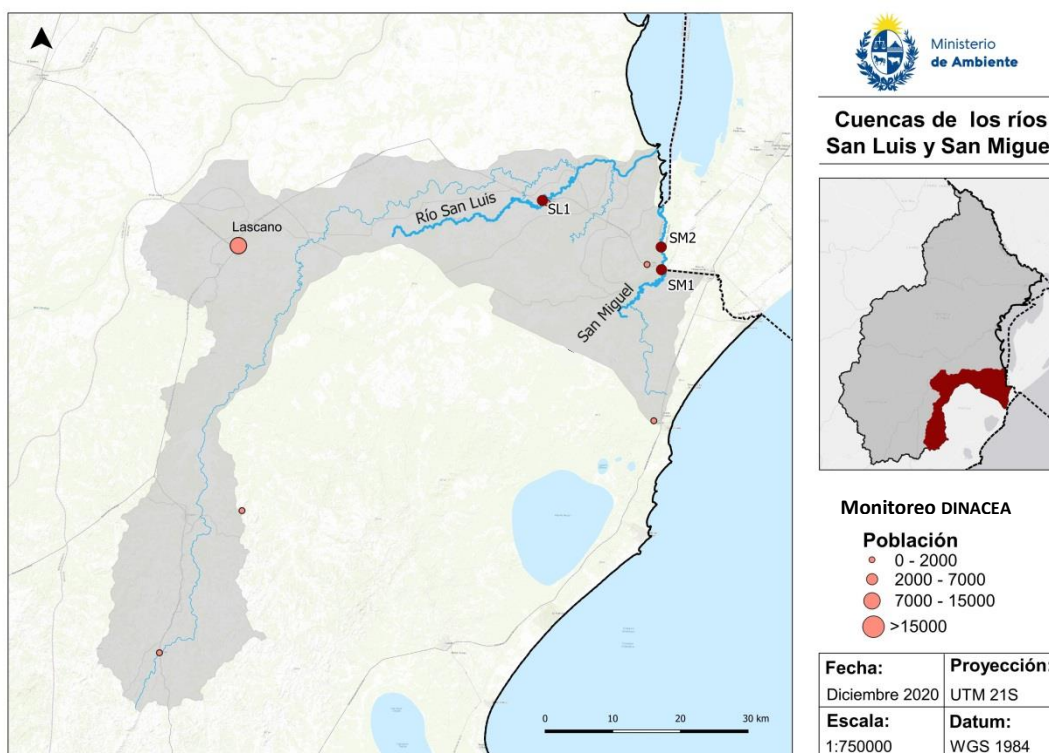 Río San Luis
SL1
Lascano
SM2
SM1
San Miguel
0 10 20 30 km
Ministerio
de Ambiente
Cuencas de los ríos
San Luis y San Migue
Monitoreo DINACEA
Población
0 - 2000
2000 - 7000
7000 - 15000
>15000
Fecha:
Diciembre 2020
Proyección:
UTM 21S
Escala:
1:750000
Datum:
WGS 1984